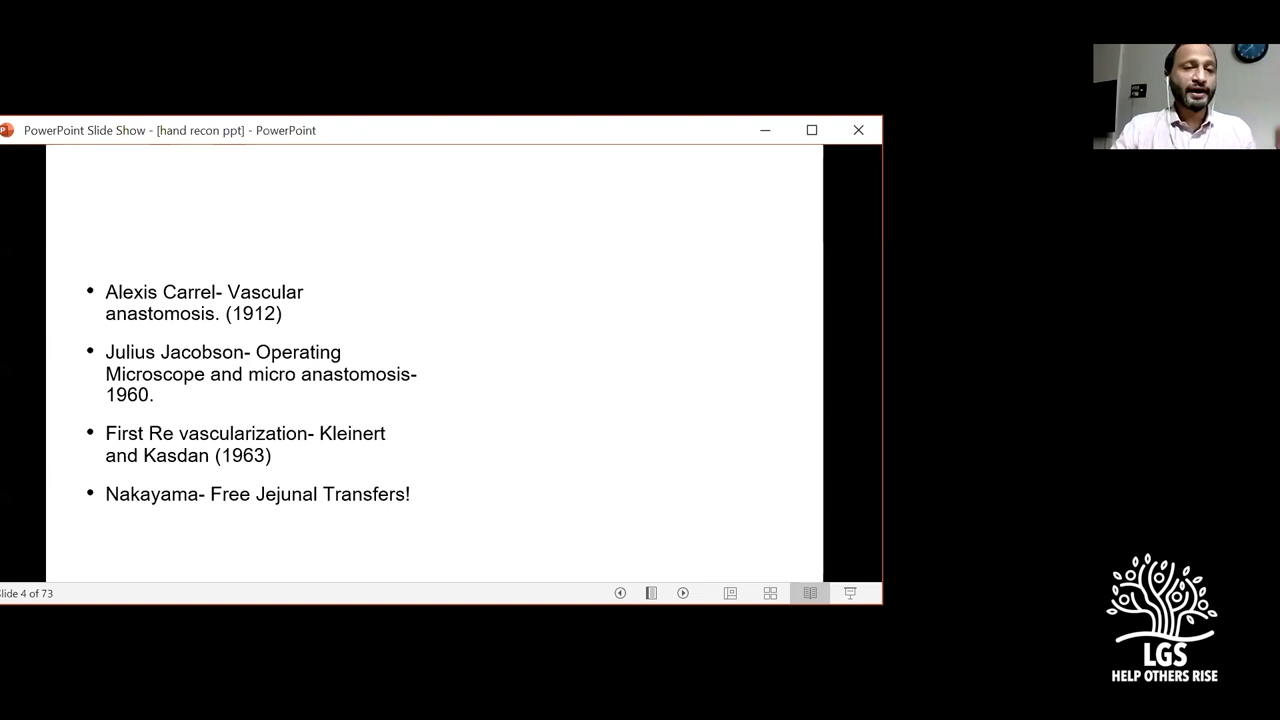 PowerPoint Slide Show - [hand recon ppt] - PowerPoint
• Alexis Carrel- Vascular
anastomosis. (1912)
• Julius Jacobson- Operating
Microscope and micro anastomosis-
1960.
• First Re vascularization- Kleinert
and Kasdan (1963)
• Nakayama- Free Jejunal Transfers!
Slide 4 of 73
LGS
HELP OTHERS RISE